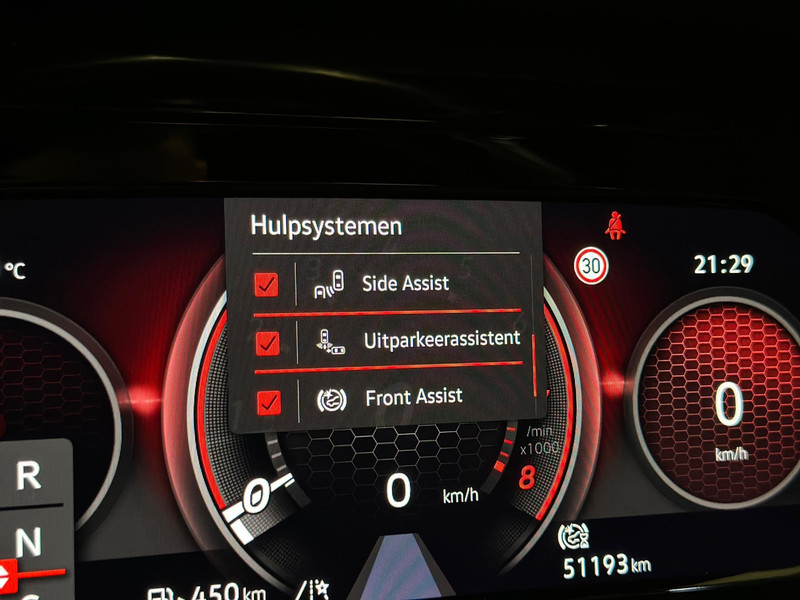 Hulpsystemen
°C
30
21:29
Side Assist
Uitparkeerassistent
Front Assist
/min
x1000
8
0
0 km/h
0
km/h
R
N
450 km
51193 km